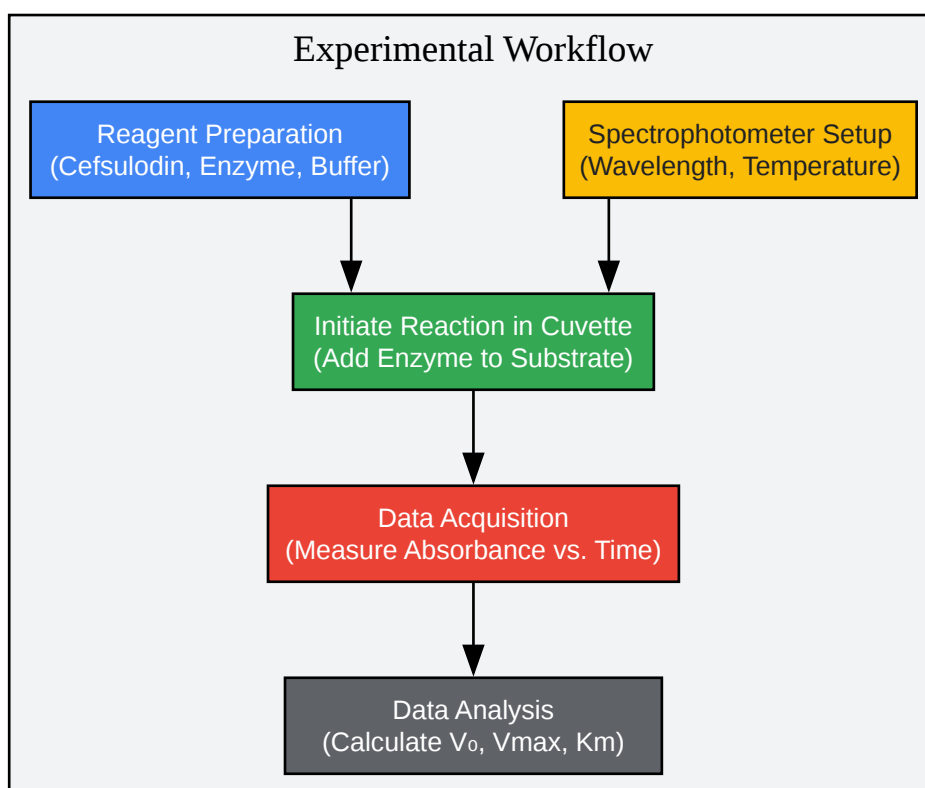 Experimental Workflow
Reagent Preparation
(Cefsulodin, Enzyme, Buffer)
Spectrophotometer Setup
(Wavelength, Temperature)
Initiate Reaction in Cuvette
(Add Enzyme to Substrate)
Data Acquisition
(Measure Absorbance vs. Time)
Data Analysis
(Calculate V₀, Vmax, Km)